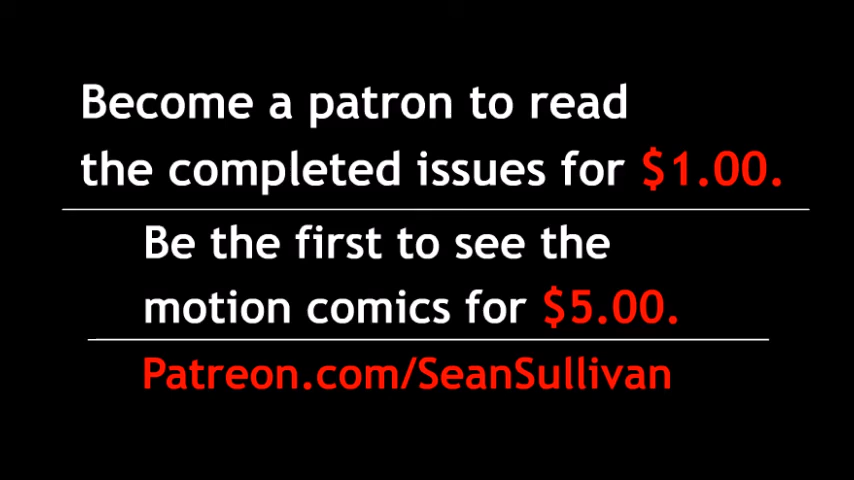 Become a patron to read
the completed issues for $1.00.
Be the first to see the
motion comics for $5.00.
Patreon.com/SeanSullivan